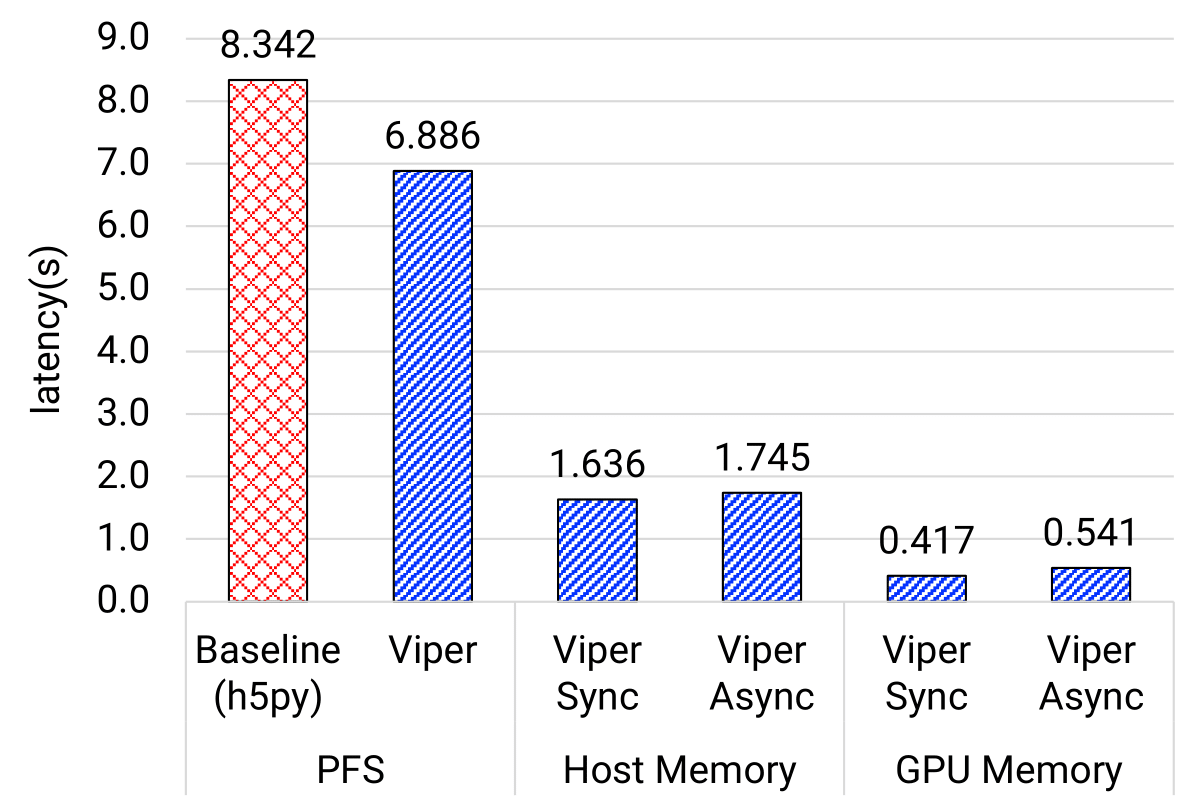 9.0
8.0
7.0
6.0
5.0
4.0
3.0
2.0
1.0
0.0
latency(s)
8.342
6.886
1.636
1.745
0.417
0.541
Baseline
(h5py)
Viper
Viper
Sync
Viper
Async
Viper
Sync
Viper
Async
PFS
Host Memory
GPU Memory